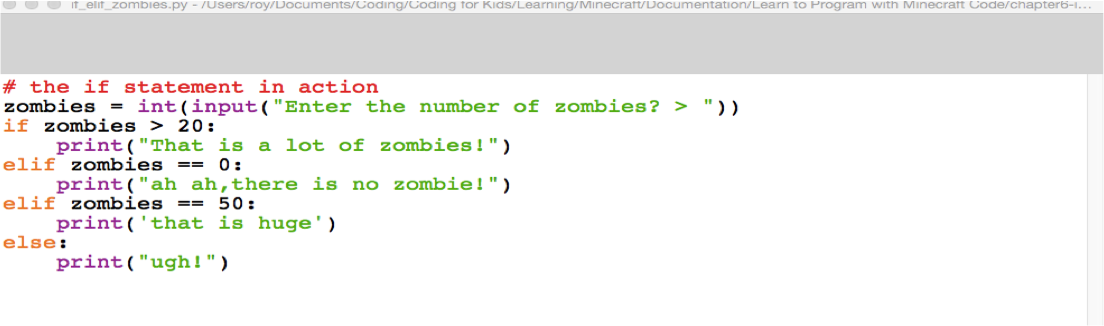 if_elif_zombies.py - /Users/roy/Documents/Coding/Coding for Kids/Learning/Minecraft/Documentation/Learn to Program with Minecraft Code/chapter6-i...
# the if statement in action
zombies = int(input("Enter the number of zombies? > "))
if zombies > 20:
    print("That is a lot of zombies!")
elif zombies == 0:
    print("ah ah,there is no zombie!")
elif zombies == 50:
    print('that is huge')
else:
    print("ugh!")